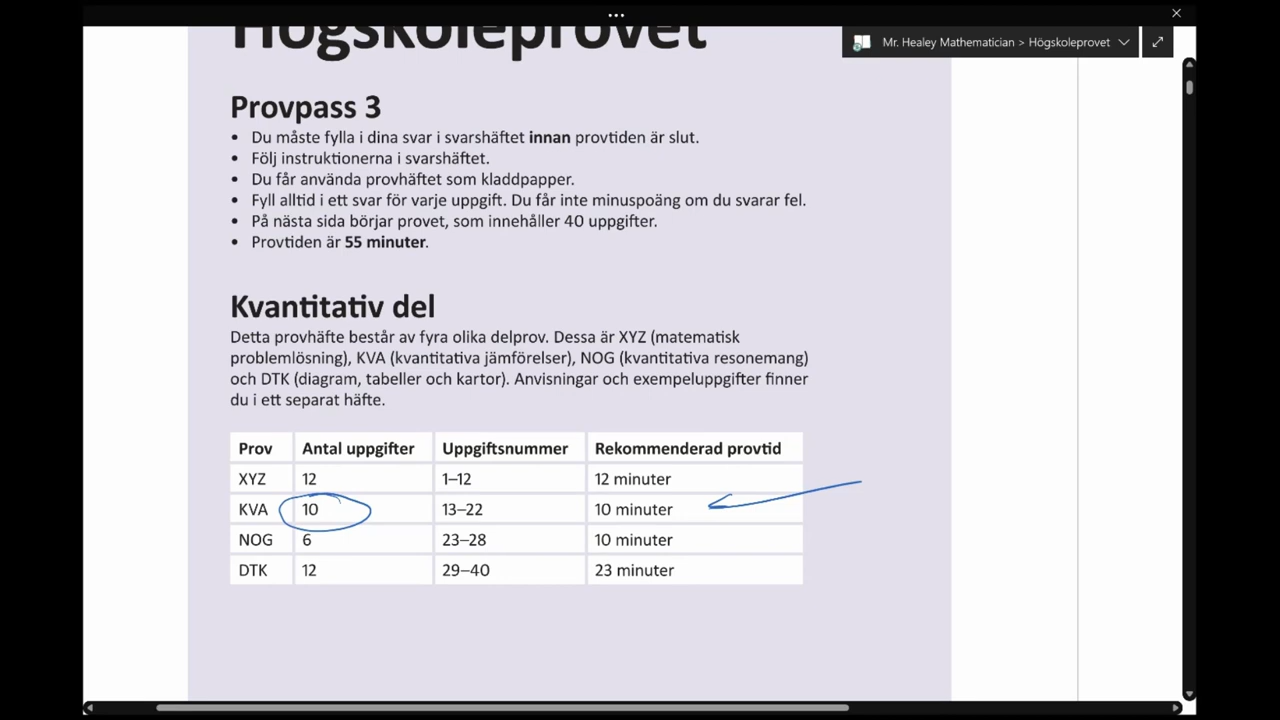 Högskoleprovet
Mr. Healey Mathematician > Högskoleprovet
Provpass 3
• Du måste fylla i dina svar i svarshäftet innan provtiden är slut.
• Följ instruktionerna i svarshäftet.
• Du får använda provhäftet som kladdpapper.
• Fyll alltid i ett svar för varje uppgift. Du får inte minuspoäng om du svarar fel.
• På nästa sida börjar provet, som innehåller 40 uppgifter.
• Provtiden är 55 minuter.
Kvantitativ del
Detta provhäfte består av fyra olika delprov. Dessa är XYZ (matematisk
problemlösning), KVA (kvantitativa jämförelser), NOG (kvantitativa resonemang)
och DTK (diagram, tabeller och kartor). Anvisningar och exempeluppgifter finner
du i ett separat häfte.
Prov Antal uppgifter Uppgiftsnummer Rekommenderad provtid
XYZ 12 1–12 12 minuter
KVA 10 13–22 10 minuter
NOG 6 23–28 10 minuter
DTK 12 29–40 23 minuter